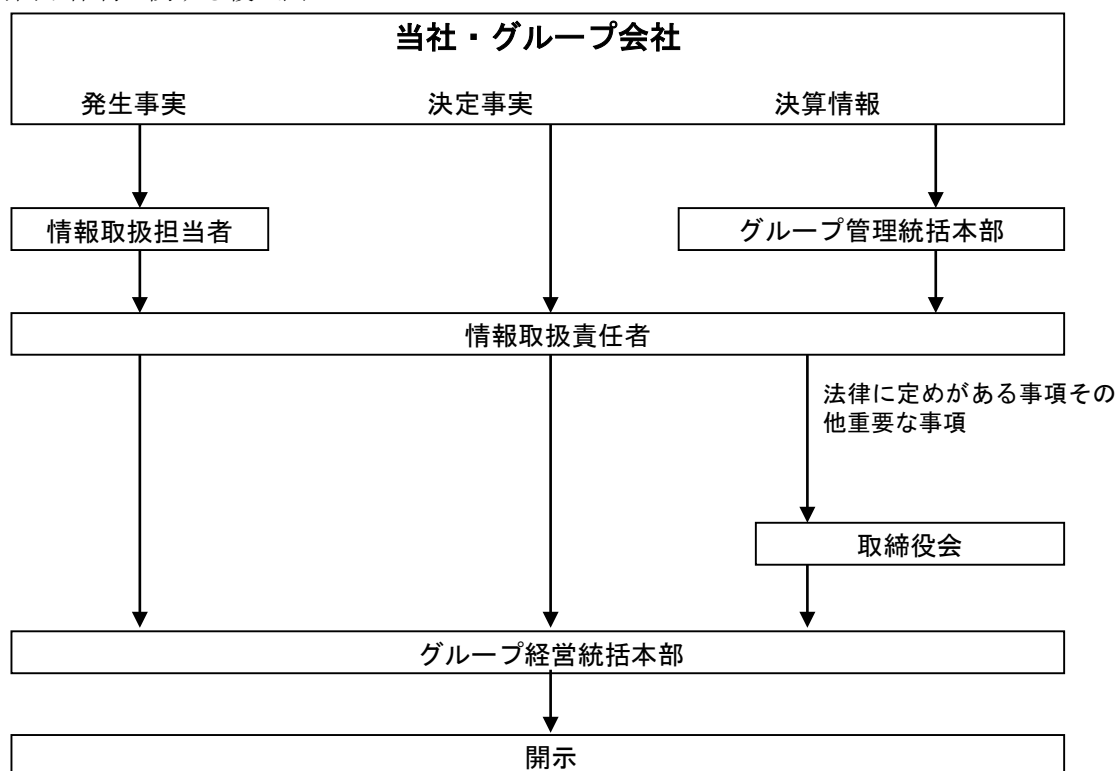 当社・グループ会社
発生事実 決定事実 決算情報
情報取扱担当者 グループ管理統括本部
情報取扱責任者
法律に定めがある事項その
他重要な事項
取締役会
グループ経営統括本部
開示